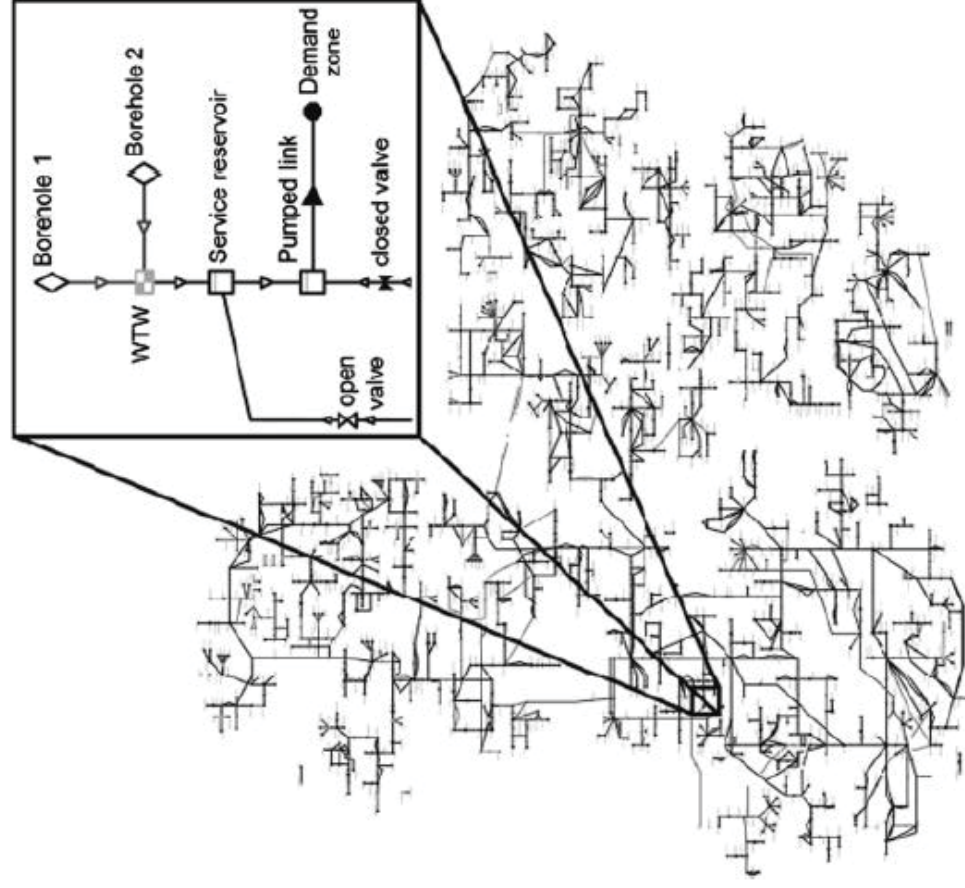 Borehole 1
Borehole 2
WTW
Service reservoir
Pumped link
Demand
zone
open
valve
closed valve